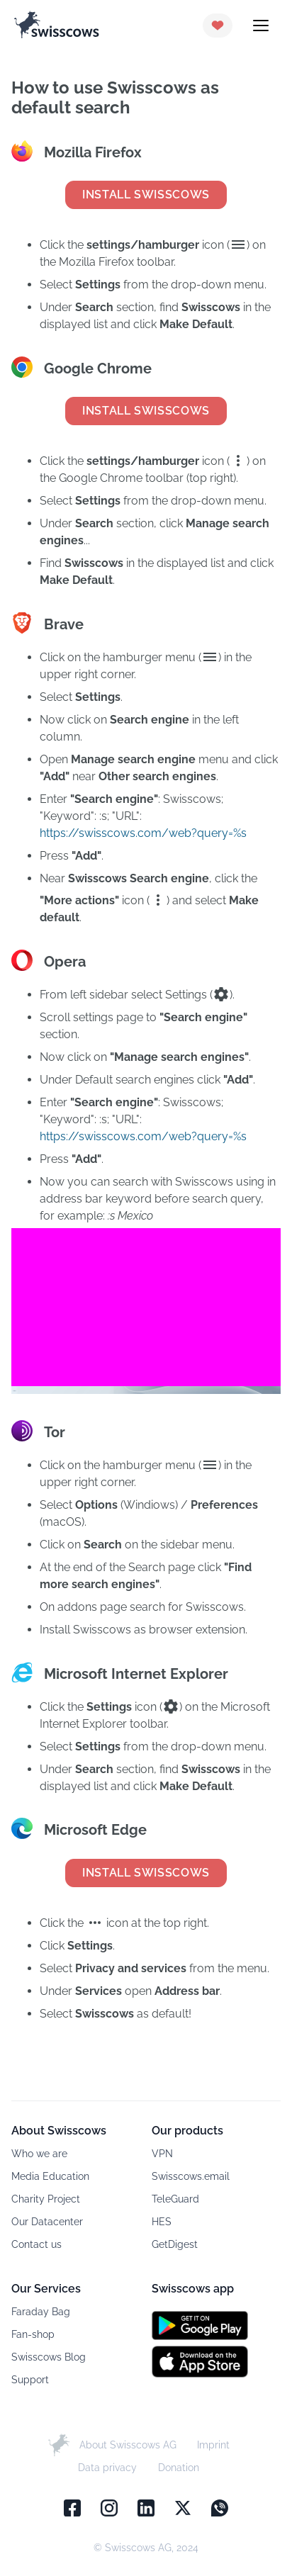 swisscows
How to use Swisscows as
default search
Mozilla Firefox
INSTALL SWISSCOWS
Click the settings/hamburger icon ( ) on
the Mozilla Firefox toolbar.
Select Settings from the drop-down menu.
Under Search section, find Swisscows in the
displayed list and click Make Default.
Google Chrome
INSTALL SWISSCOWS
Click the settings/hamburger icon ( ) on
the Google Chrome toolbar (top right).
Select Settings from the drop-down menu.
Under Search section, click Manage search
engines...
Find Swisscows in the displayed list and click
Make Default.
Brave
Click on the hamburger menu ( ) in the
upper right corner.
Select Settings.
Now click on Search engine in the left
column.
Open Manage search engine menu and click
"Add" near Other search engines.
Enter "Search engine": Swisscows;
"Keyword": :s; "URL":
https://swisscows.com/web?query=%s
Press "Add".
Near Swisscows Search engine, click the
"More actions" icon ( ) and select Make
default.
Opera
From left sidebar select Settings ( ).
Scroll settings page to "Search engine"
section.
Now click on "Manage search engines".
Under Default search engines click "Add".
Enter "Search engine": Swisscows;
"Keyword": :s; "URL":
https://swisscows.com/web?query=%s
Press "Add".
Now you can search with Swisscows using in
address bar keyword before search query,
for example: :s Mexico
Tor
Click on the hamburger menu ( ) in the
upper right corner.
Select Options (Windiows) / Preferences
(macOS).
Click on Search on the sidebar menu.
At the end of the Search page click "Find
more search engines".
On addons page search for Swisscows.
Install Swisscows as browser extension.
Microsoft Internet Explorer
Click the Settings icon ( ) on the Microsoft
Internet Explorer toolbar.
Select Settings from the drop-down menu.
Under Search section, find Swisscows in the
displayed list and click Make Default.
Microsoft Edge
INSTALL SWISSCOWS
Click the ••• icon at the top right.
Click Settings.
Select Privacy and services from the menu.
Under Services open Address bar.
Select Swisscows as default!
About Swisscows
Who we are
Media Education
Charity Project
Our Datacenter
Contact us
Our products
VPN
Swisscows.email
TeleGuard
HES
GetDigest
Our Services
Faraday Bag
Fan-shop
Swisscows Blog
Support
Swisscows app
GET IT ON
Google Play
Download on the
App Store
About Swisscows AG Imprint
Data privacy Donation
© Swisscows AG, 2024